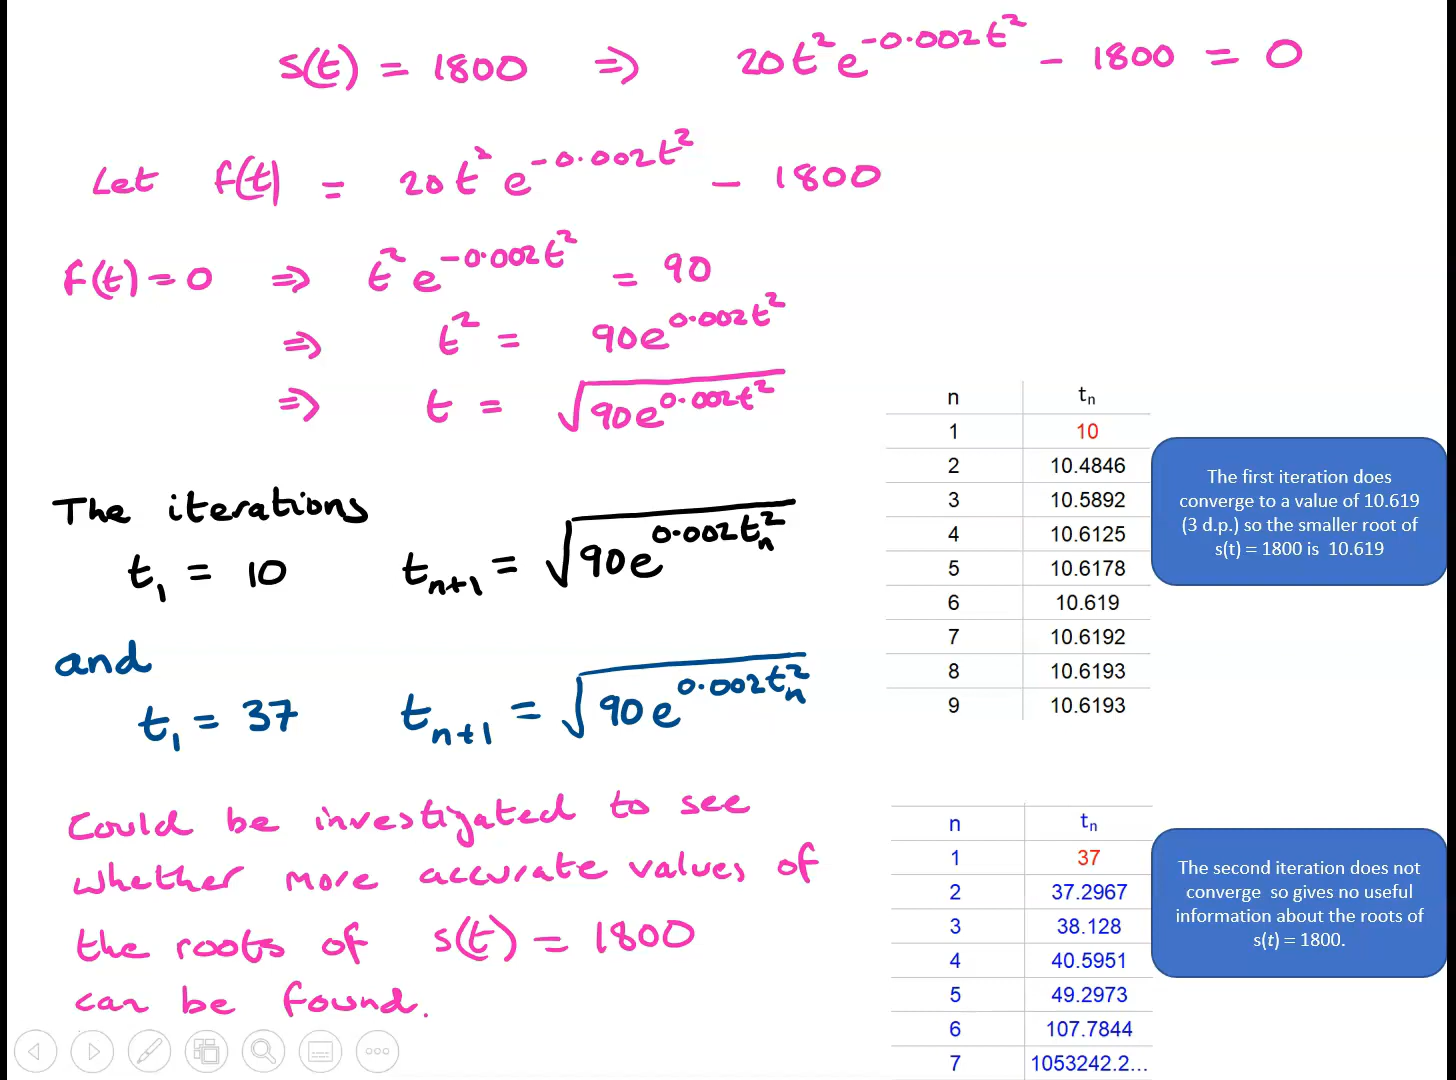 s(t) = 1800 ⇒ 20t²e^{-0.002t²} - 1800 = 0
Let f(t) = 20t²e^{-0.002t²} - 1800
f(t) = 0 ⇒ t²e^{-0.002t²} = 90
⇒ t² = 90e^{0.002t²}
⇒ t = √(90e^{0.002t²})
The iterations
t₁ = 10 tₙ₊₁ = √(90e^{0.002tₙ²})
and
t₁ = 37 tₙ₊₁ = √(90e^{0.002tₙ²})
Could be investigated to see
whether more accurate values of
the roots of s(t) = 1800
can be found.
n tₙ
1 10
2 10.4846
3 10.5892
4 10.6125
5 10.6178
6 10.619
7 10.6192
8 10.6193
9 10.6193
The first iteration does
converge to a value of 10.619
(3 d.p.) so the smaller root of
s(t) = 1800 is 10.619
n tₙ
1 37
2 37.2967
3 38.128
4 40.5951
5 49.2973
6 107.7844
7 1053242.2...
The second iteration does not
converge so gives no useful
information about the roots of
s(t) = 1800.